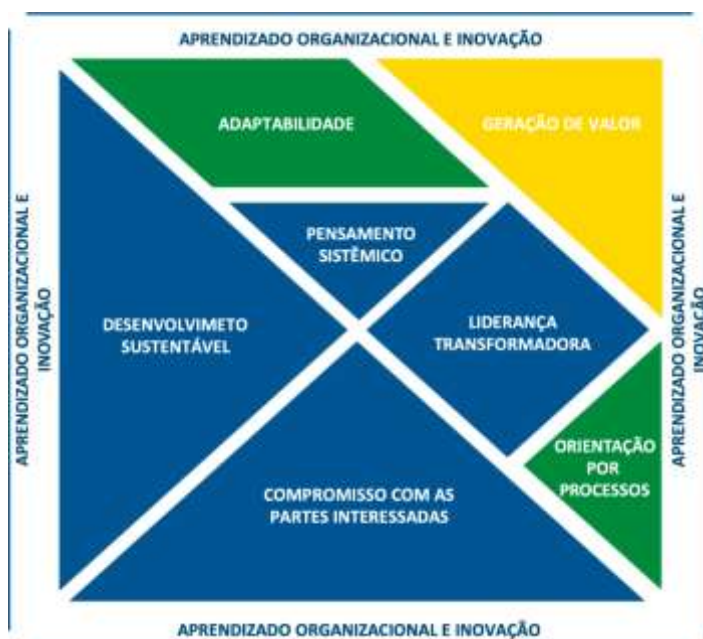 APRENDIZADO ORGANIZACIONAL E INOVAÇÃO
ADAPTABILIDADE
GERAÇÃO DE VALOR
APRENDIZADO ORGANIZACIONAL E
INOVAÇÃO
PENSAMENTO
SISTÊMICO
DESENVOLVIMETO
SUSTENTÁVEL
LIDERANÇA
TRANSFORMADORA
APRENDIZADO ORGANIZACIONAL E
INOVAÇÃO
ORIENTAÇÃO
POR
PROCESSOS
COMPROMISSO COM AS
PARTES INTERESSADAS
APRENDIZADO ORGANIZACIONAL E INOVAÇÃO